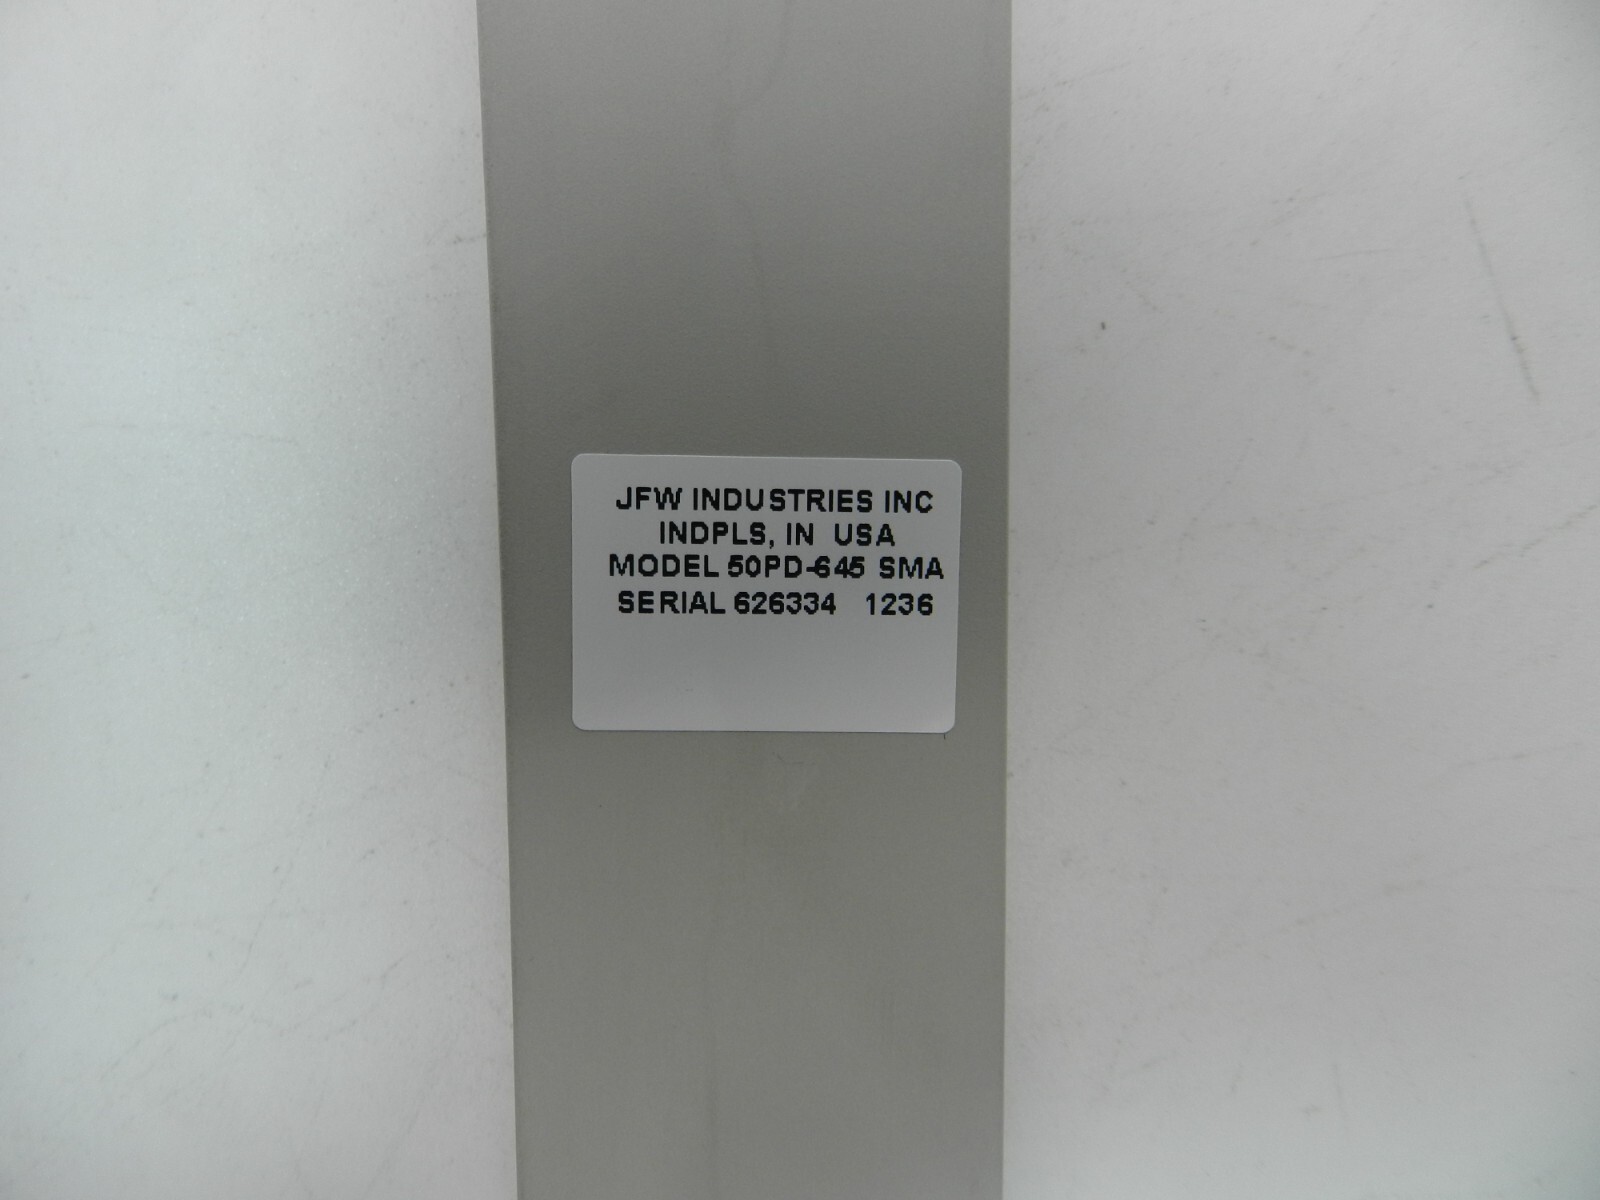 JFW INDUSTRIES INC
INDPLS, IN USA
MODEL 50PD-645 SMA
SERIAL 626334 1236